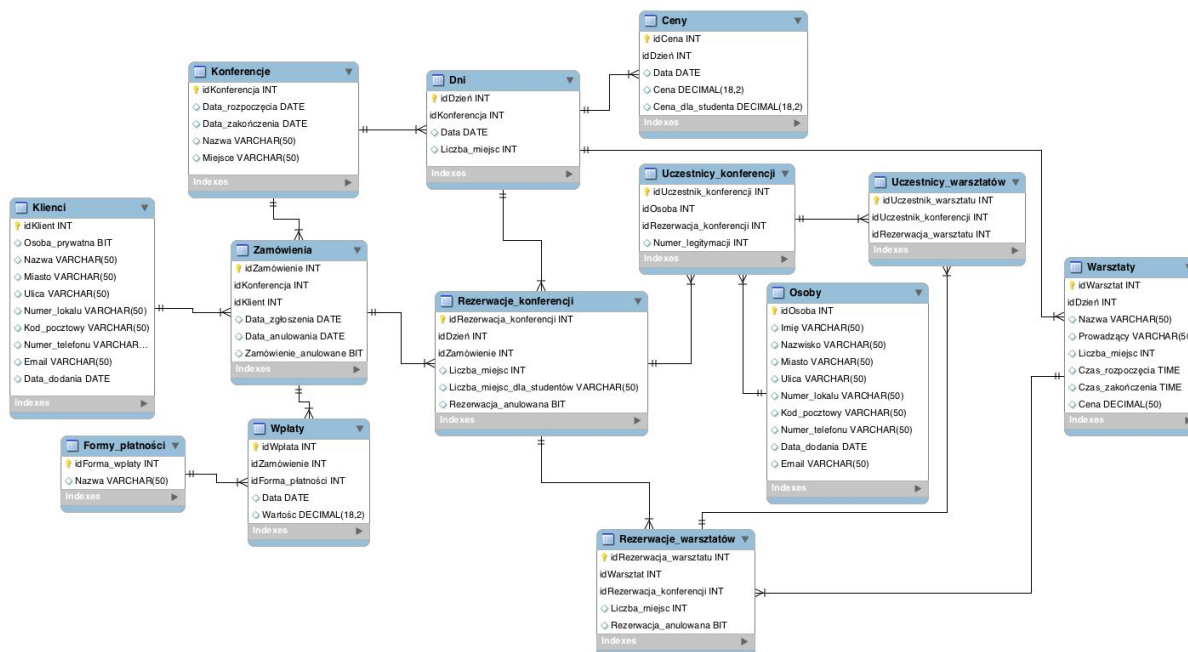 Ceny
idCena INT
idDzień INT
Data DATE
Cena DECIMAL(18,2)
Cena_dla_studenta DECIMAL(18,2)
Indexes
Konferencje
idKonferencja INT
Data_rozpoczęcia DATE
Data_zakończenia DATE
Nazwa VARCHAR(50)
Miejsce VARCHAR(50)
Indexes
Dni
idDzień INT
idKonferencja INT
Data DATE
Liczba_miejsc INT
Indexes
Uczestnicy_konferencji
idUczestnik_konferencji INT
idOsoba INT
idRezerwacja_konferencji INT
Numer_legitymacji INT
Indexes
Uczestnicy_warsztatów
idUczestnik_warsztatu INT
idUczestnik_konferencji INT
idRezerwacja_warsztatu INT
Indexes
Klienci
idKlient INT
Osoba_prywatna BIT
Nazwa VARCHAR(50)
Miasto VARCHAR(50)
Ulica VARCHAR(50)
Numer_lokalu VARCHAR(50)
Kod_pocztowy VARCHAR(50)
Numer_telefonu VARCHAR...
Email VARCHAR(50)
Data_dodania DATE
Indexes
Zamówienia
idZamówienie INT
idKonferencja INT
idKlient INT
Data_zgłoszenia DATE
Data_anulowania DATE
Zamówienie_anulowane BIT
Indexes
Rezerwacje_konferencji
idRezerwacja_konferencji INT
idDzień INT
idZamówienie INT
Liczba_miejsc INT
Liczba_miejsc_dla_studentów VARCHAR(50)
Rezerwacja_anulowana BIT
Indexes
Osoby
idOsoba INT
Imię VARCHAR(50)
Nazwisko VARCHAR(50)
Miasto VARCHAR(50)
Ulica VARCHAR(50)
Numer_lokalu VARCHAR(50)
Kod_pocztowy VARCHAR(50)
Numer_telefonu VARCHAR(50)
Data_dodania DATE
Email VARCHAR(50)
Indexes
Warsztaty
idWarsztat INT
idDzień INT
Nazwa VARCHAR(50)
Prowadzący VARCHAR(50
Liczba_miejsc INT
Czas_rozpoczęcia TIME
Czas_zakończenia TIME
Cena DECIMAL(50)
Indexes
Formy_płatności
idForma_wpłaty INT
Nazwa VARCHAR(50)
Indexes
Wpłaty
idWpłata INT
idZamówienie INT
idForma_płatności INT
Data DATE
Wartośc DECIMAL(18,2)
Indexes
Rezerwacje_warsztatów
idRezerwacja_warsztatu INT
idWarsztat INT
idRezerwacja_konferencji INT
Liczba_miejsc INT
Rezerwacja_anulowana BIT
Indexes